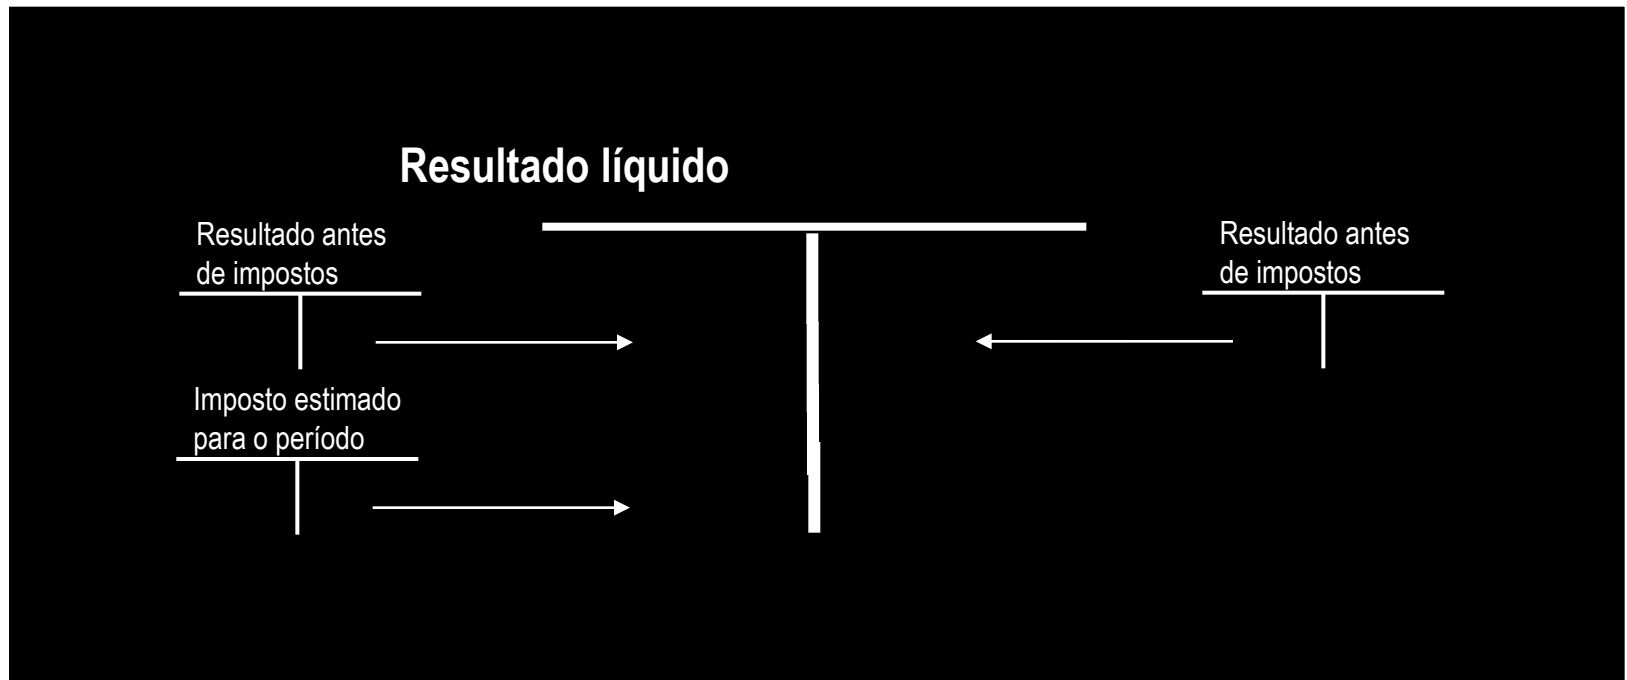 Resultado líquido
Resultado antes
de impostos
Resultado antes
de impostos
Imposto estimado
para o período